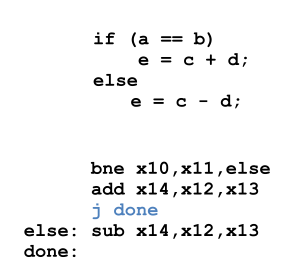 if (a == b)
e = c + d;
else
e = c - d;
bne x10,x11,else
add x14,x12,x13
j done
else: sub x14,x12,x13
done: